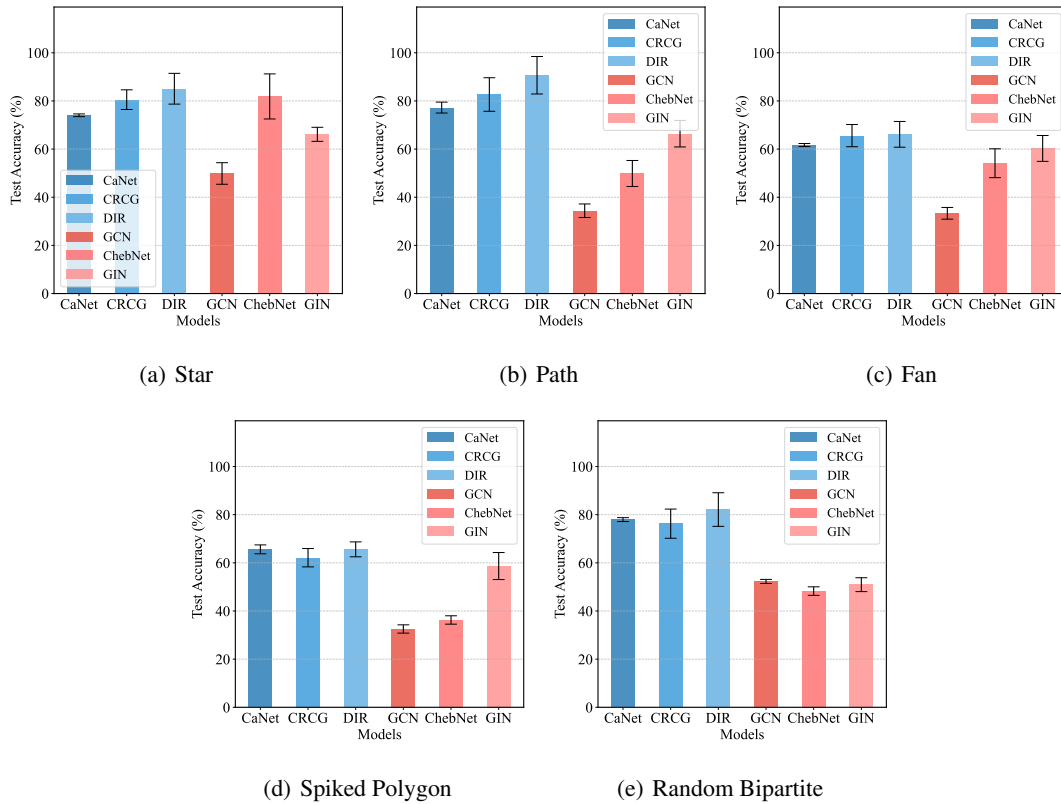 100
80
60
40
20
0
Test Accuracy (%)
CaNet
CRCG
DIR
GCN
ChebNet
GIN
CaNet CRCG DIR GCN ChebNet GIN
Models
(a) Star
100
80
60
40
20
0
Test Accuracy (%)
CaNet
CRCG
DIR
GCN
ChebNet
GIN
CaNet CRCG DIR GCN ChebNet GIN
Models
(b) Path
100
80
60
40
20
0
Test Accuracy (%)
CaNet
CRCG
DIR
GCN
ChebNet
GIN
CaNet CRCG DIR GCN ChebNet GIN
Models
(c) Fan
100
80
60
40
20
0
Test Accuracy (%)
CaNet
CRCG
DIR
GCN
ChebNet
GIN
CaNet CRCG DIR GCN ChebNet GIN
Models
(d) Spiked Polygon
100
80
60
40
20
0
Test Accuracy (%)
CaNet
CRCG
DIR
GCN
ChebNet
GIN
CaNet CRCG DIR GCN ChebNet GIN
Models
(e) Random Bipartite